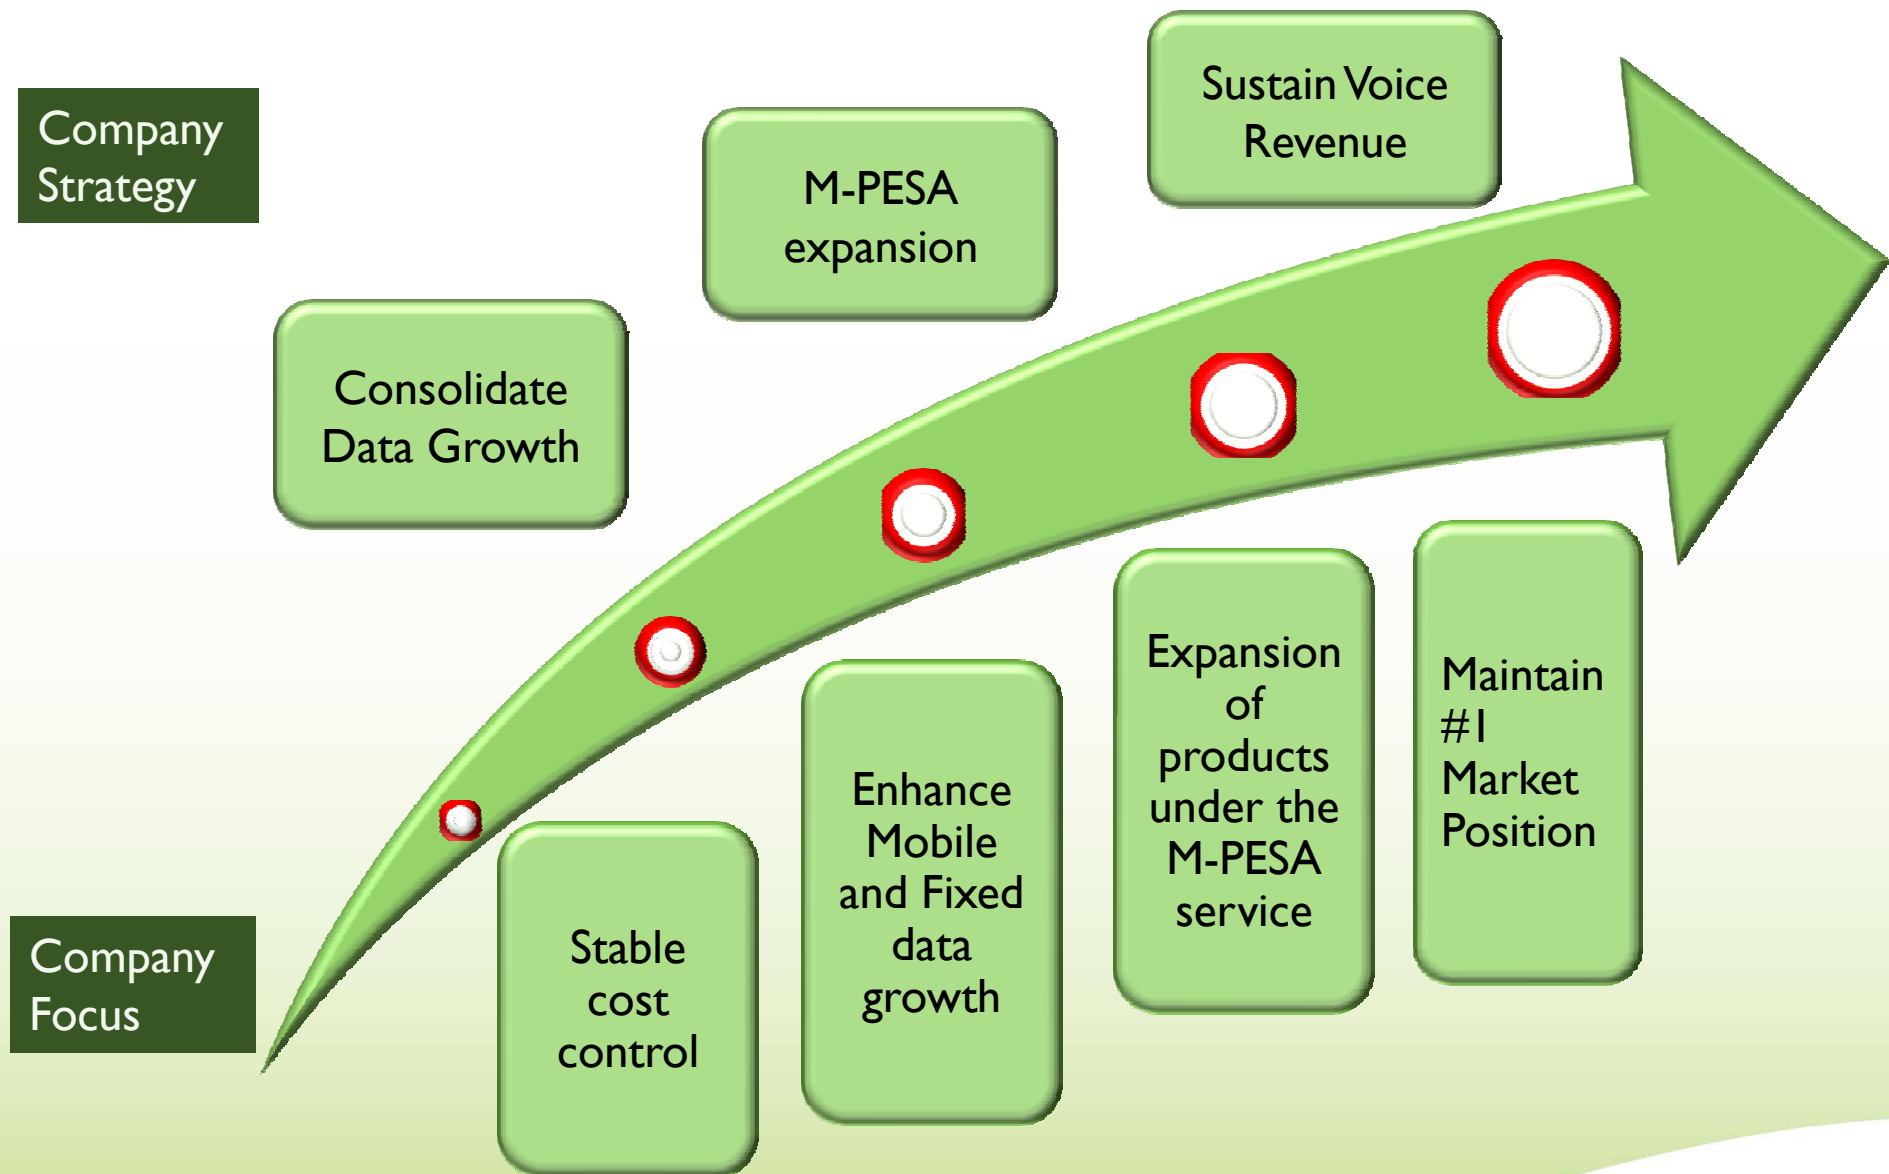 Company
Strategy
Consolidate
Data Growth
M-PESA
expansion
Sustain Voice
Revenue
Company
Focus
Stable
cost
control
Enhance
Mobile
and Fixed
data
growth
Expansion
of
products
under the
M-PESA
service
Maintain
#1
Market
Position